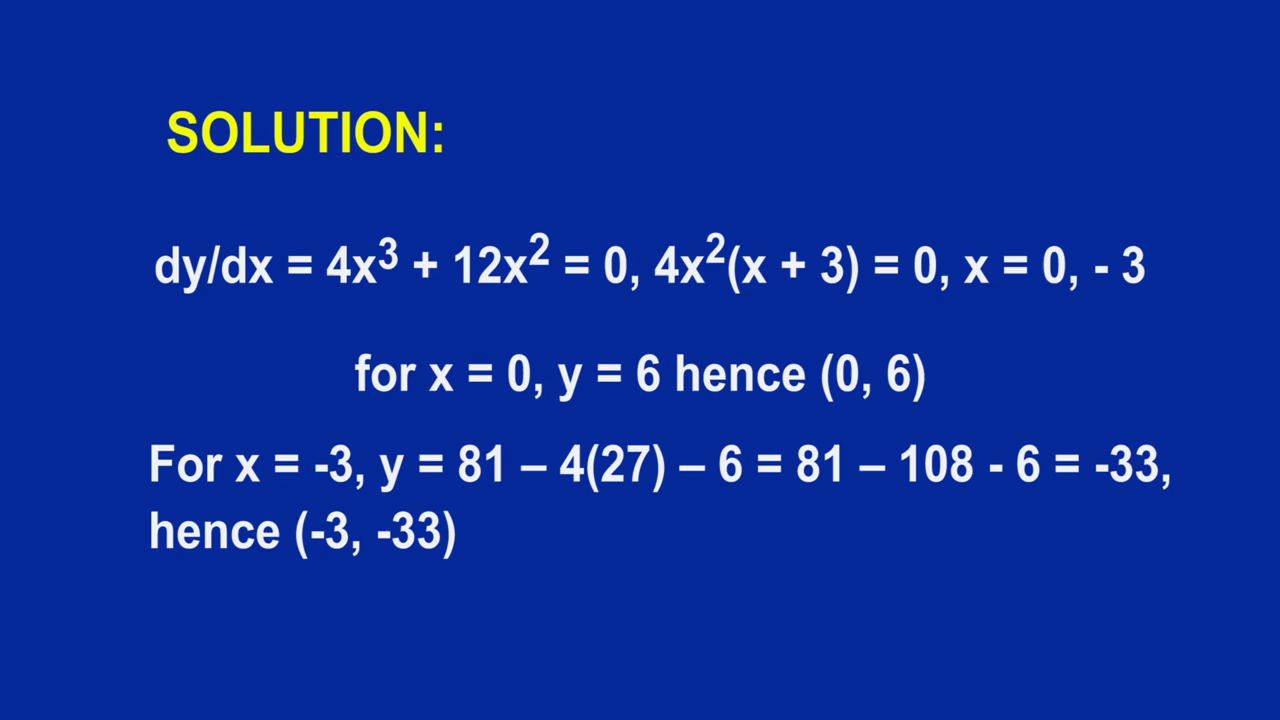 SOLUTION:
dy/dx = 4x³ + 12x² = 0, 4x²(x + 3) = 0, x = 0, - 3
for x = 0, y = 6 hence (0, 6)
For x = -3, y = 81 – 4(27) – 6 = 81 – 108 - 6 = -33,
hence (-3, -33)